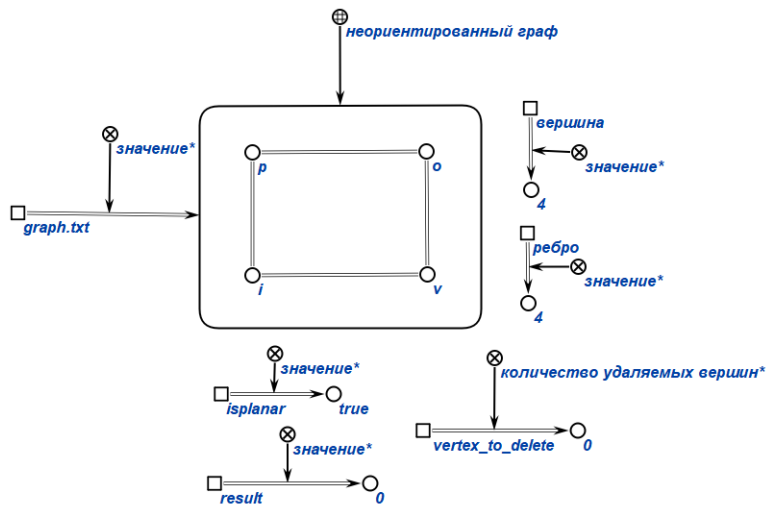 неориентированный граф
вершина
значение*
p
o
значение*
4
graph.txt
ребро
значение*
i
v
4
значение*
количество удаляемых вершин*
isplanar
true
значение*
vertex_to_delete
0
result
0